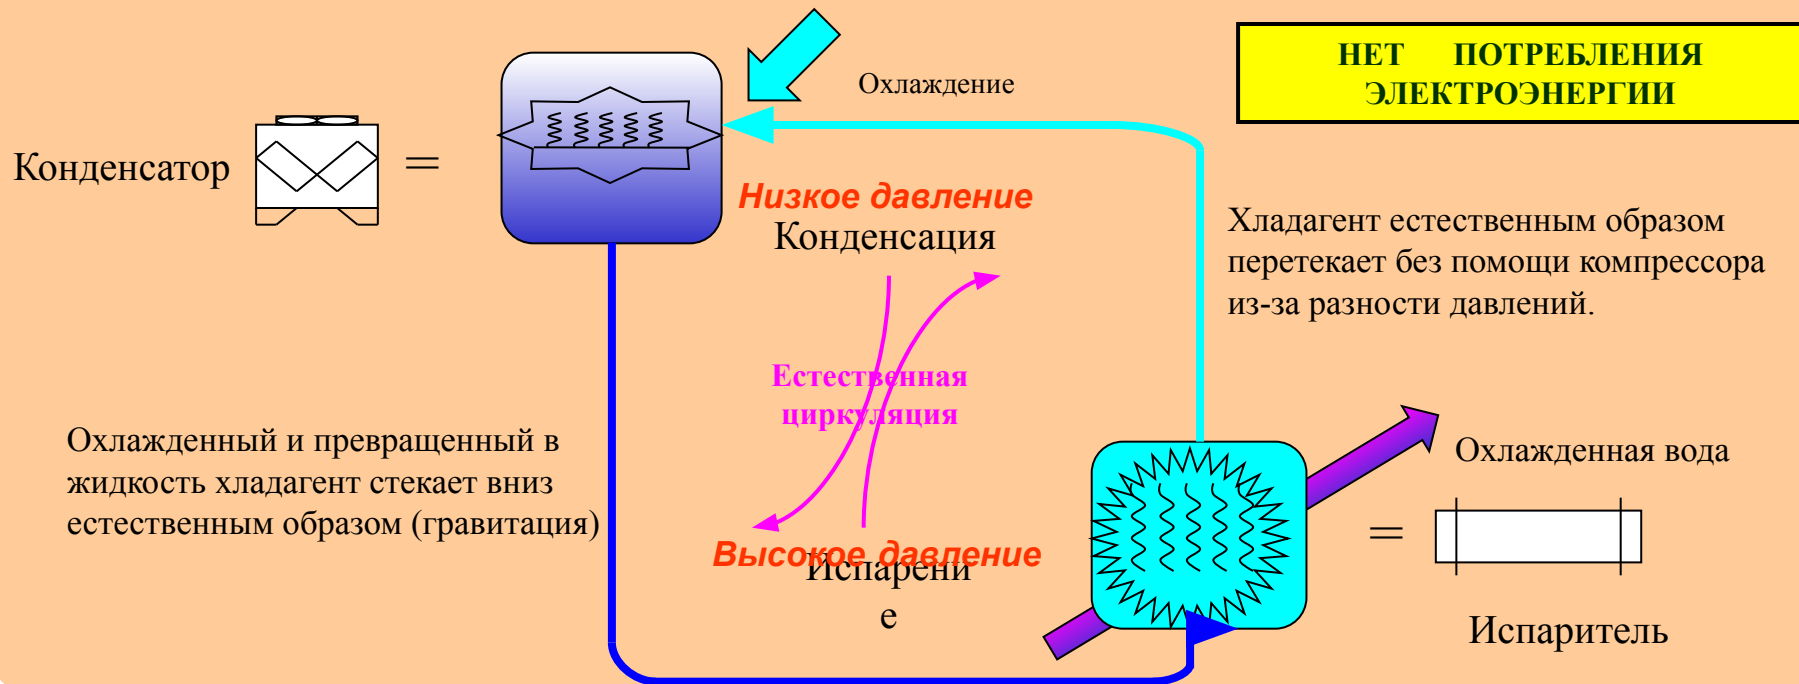 НЕТ ПОТРЕБЛЕНИЯ
ЭЛЕКТРОЭНЕРГИИ
Охлаждение
Конденсатор
=
Низкое давление
Конденсация
Хладагент естественным образом
перетекает без помощи компрессора
из-за разности давлений.
Естественная
циркуляция
Охлажденный и превращенный в
жидкость хладагент стекает вниз
естественным образом (гравитация)
Охлажденная вода
=
Высокое давление
Испарени
е
Испаритель